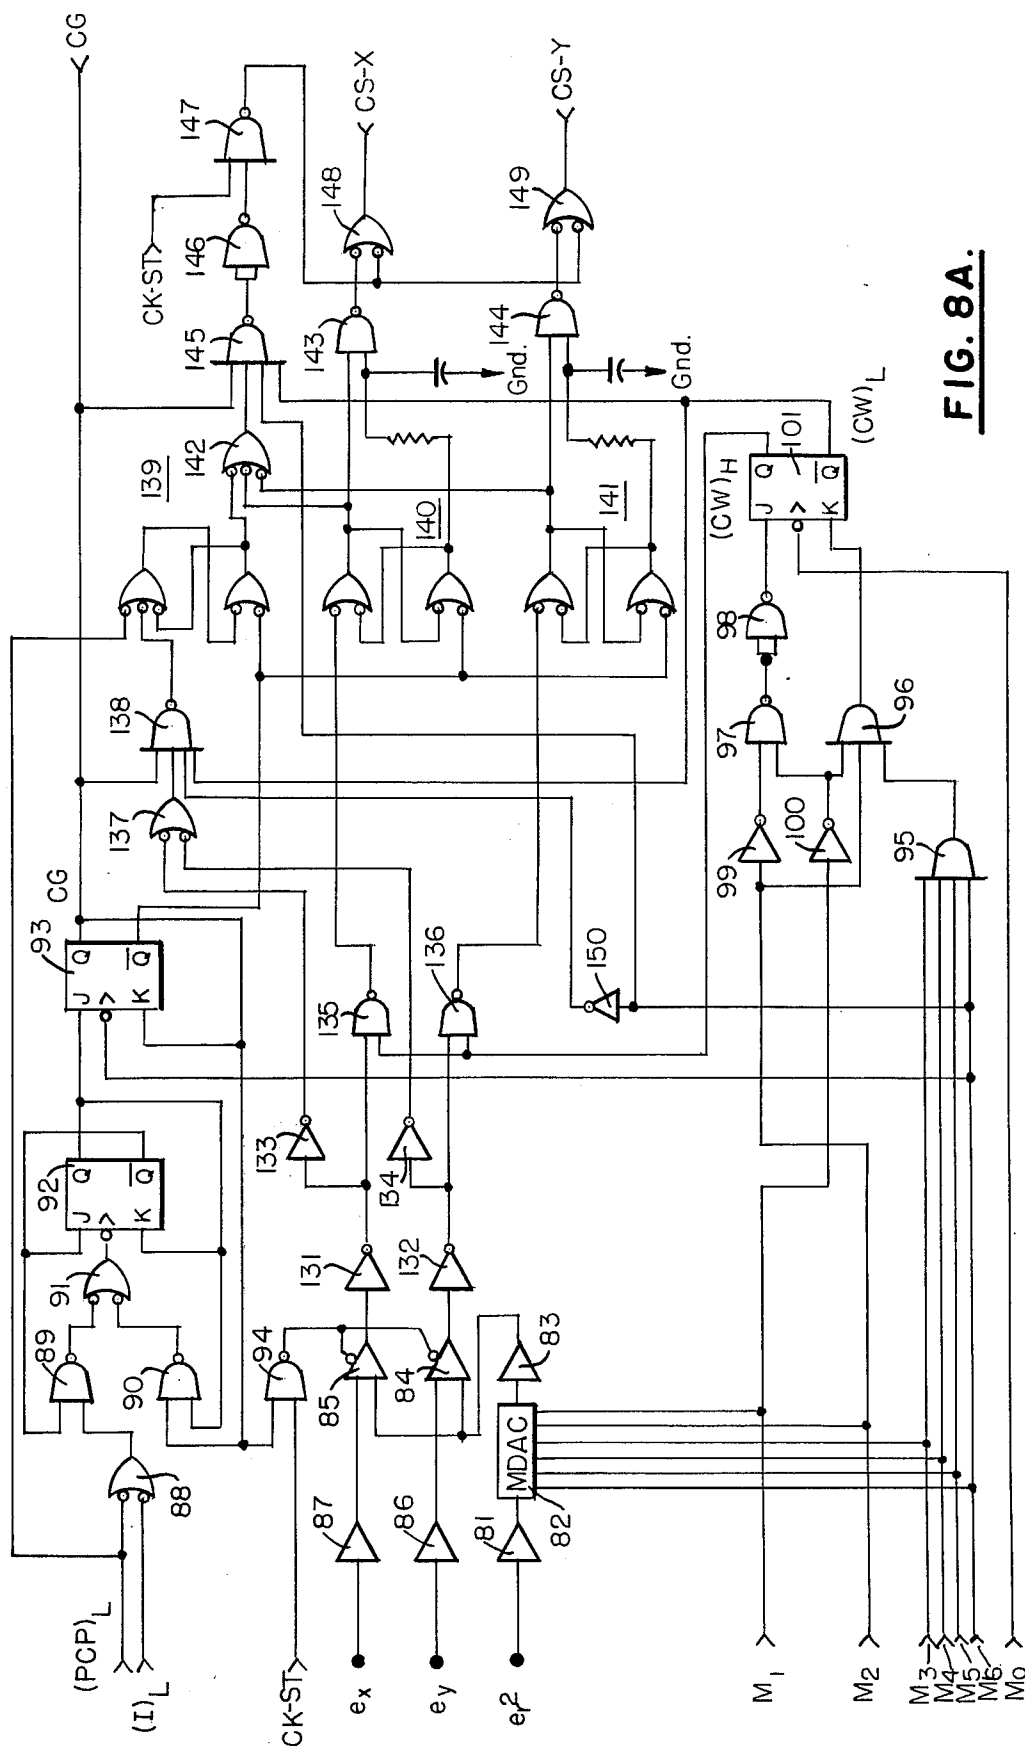 (PCP)L
(I)L
CK-ST
ex
ey
er²
M1
M2
M3
M4
M5
M6
M0
88
89
90
91
92
J
Q
K
Q̅
93
J
Q
K
Q̅
CG
94
87
86
81
85
84
83
MDAC
82
131
132
133
134
135
136
150
137
138
139
140
141
142
143
144
145
146
147
148
149
CK-ST
CG
CS-X
CS-Y
Gnd.
Gnd.
95
96
97
98
99
100
(CW)H
J
Q
K
Q̅
101
(CW)L
FIG. 8A.